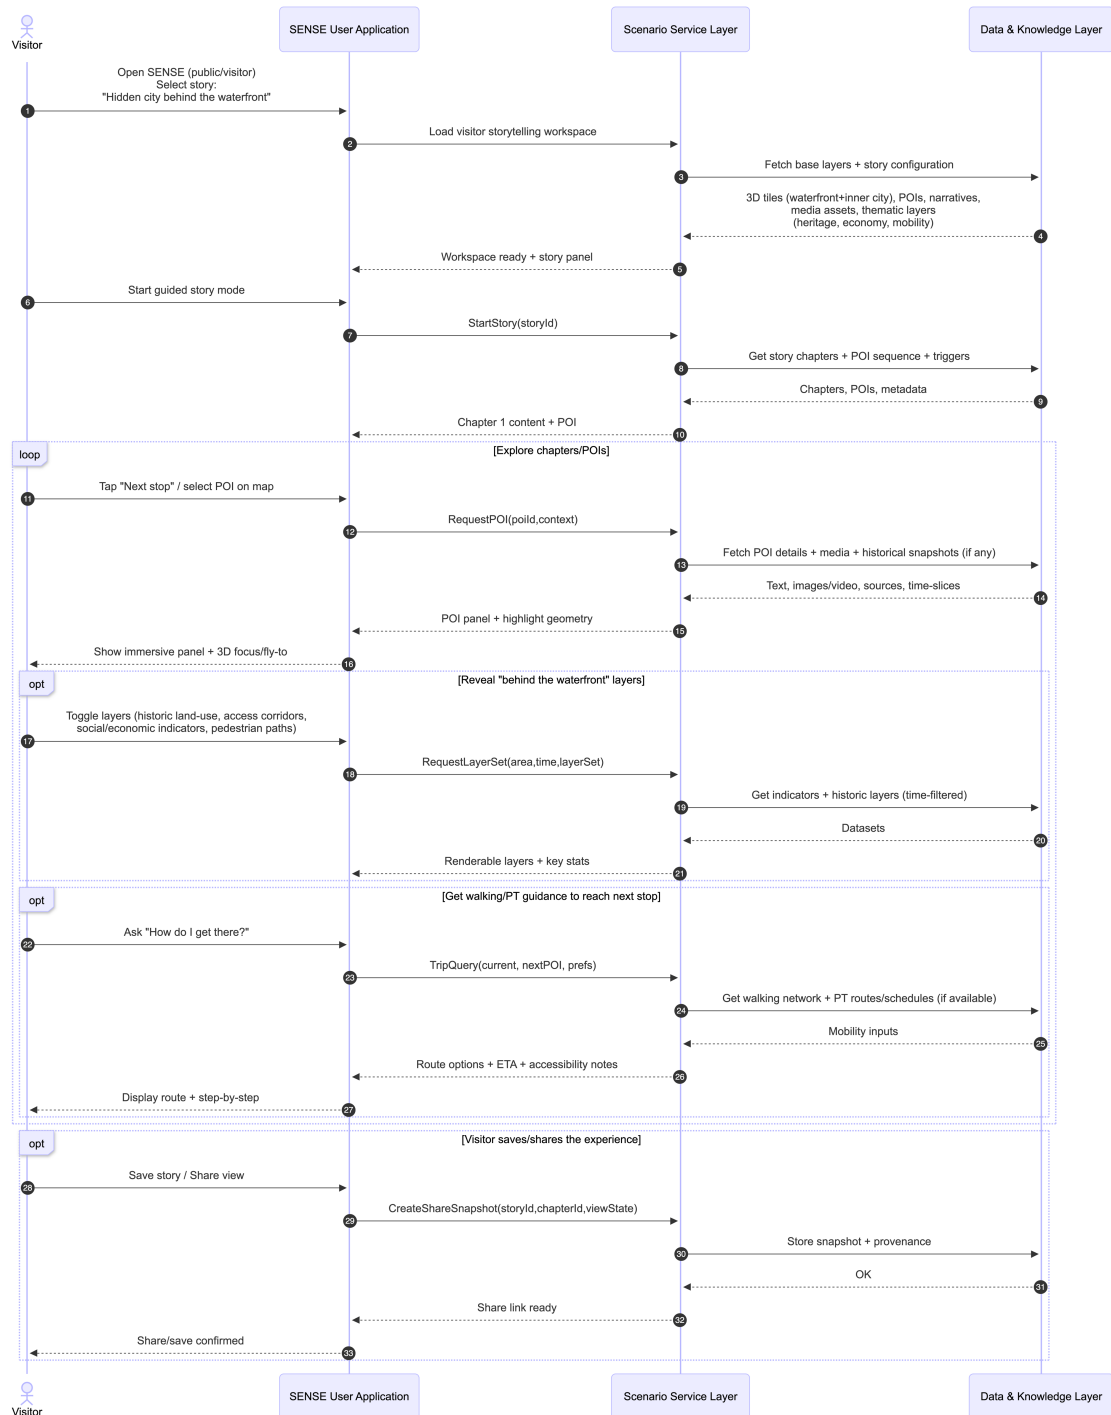 Visitor
SENSE User Application
Scenario Service Layer
Data & Knowledge Layer
Open SENSE (public/visitor)
Select story:
"Hidden city behind the waterfront"
1
Load visitor storytelling workspace
2
Fetch base layers + story configuration
3
3D tiles (waterfront+inner city), POIs, narratives,
media assets, thematic layers
(heritage, economy, mobility)
4
Workspace ready + story panel
5
Start guided story mode
6
StartStory(storyId)
7
Get story chapters + POI sequence + triggers
8
Chapters, POIs, metadata
9
Chapter 1 content + POI
10
loop
[Explore chapters/POIs]
Tap "Next stop" / select POI on map
11
RequestPOI(poiId,context)
12
Fetch POI details + media + historical snapshots (if any)
13
Text, images/video, sources, time-slices
14
POI panel + highlight geometry
15
Show immersive panel + 3D focus/fly-to
16
opt
[Reveal "behind the waterfront" layers]
Toggle layers (historic land-use, access corridors,
social/economic indicators, pedestrian paths)
17
RequestLayerSet(area,time,layerSet)
18
Get indicators + historic layers (time-filtered)
19
Datasets
20
Renderable layers + key stats
21
opt
[Get walking/PT guidance to reach next stop]
Ask "How do I get there?"
22
TripQuery(current, nextPOI, prefs)
23
Get walking network + PT routes/schedules (if available)
24
Mobility inputs
25
Route options + ETA + accessibility notes
26
Display route + step-by-step
27
opt
[Visitor saves/shares the experience]
Save story / Share view
28
CreateShareSnapshot(storyId,chapterId,viewState)
29
Store snapshot + provenance
30
OK
31
Share link ready
32
Share/save confirmed
33
Visitor
SENSE User Application
Scenario Service Layer
Data & Knowledge Layer